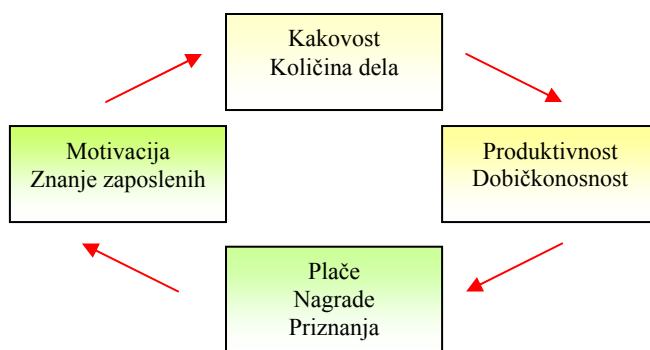 Kakovost
Količina dela
Motivacija
Znanje zaposlenih
Produktivnost
Dobičkonosnost
Plače
Nagrade
Priznanja